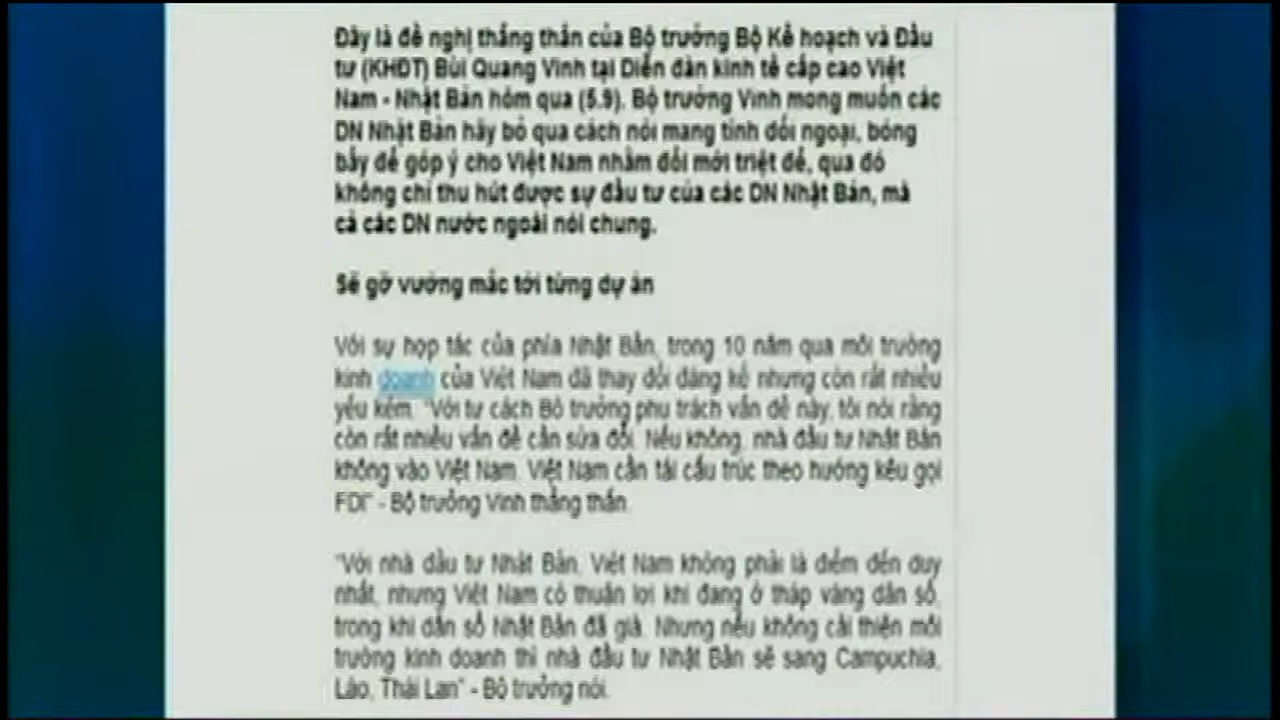 Đây là đề nghị thẳng thắn của Bộ trưởng Bộ Kế hoạch và Đầu
tư (KHĐT) Bùi Quang Vinh tại Diễn đàn kinh tế cấp cao Việt
Nam - Nhật Bản hôm qua (5.9). Bộ trưởng Vinh mong muốn các
DN Nhật Bản hãy bỏ qua cách nói mang tính đối ngoại, bóng
bẩy để góp ý cho Việt Nam nhằm đổi mới triệt để, qua đó
không chỉ thu hút được sự đầu tư của các DN Nhật Bản, mà
cả các DN nước ngoài nói chung.
Sẽ gỡ vướng mắc tới từng dự án
Với sự hợp tác của phía Nhật Bản, trong 10 năm qua môi trường
kinh doanh của Việt Nam đã thay đổi đáng kể nhưng còn rất nhiều
yếu kém. "Với tư cách Bộ trưởng phụ trách vấn đề này, tôi nói rằng
còn rất nhiều vấn đề cần sửa đổi. Nếu không, nhà đầu tư Nhật Bản
không vào Việt Nam. Việt Nam cần tái cấu trúc theo hướng kêu gọi
FDI" - Bộ trưởng Vinh thẳng thắn.
"Với nhà đầu tư Nhật Bản, Việt Nam không phải là điểm đến duy
nhất, nhưng Việt Nam có thuận lợi khi đang ở tháp vàng dân số,
trong khi dân số Nhật Bản đã già. Nhưng nếu không cải thiện môi
trường kinh doanh thì nhà đầu tư Nhật Bản sẽ sang Campuchia,
Lào, Thái Lan" - Bộ trưởng nói.